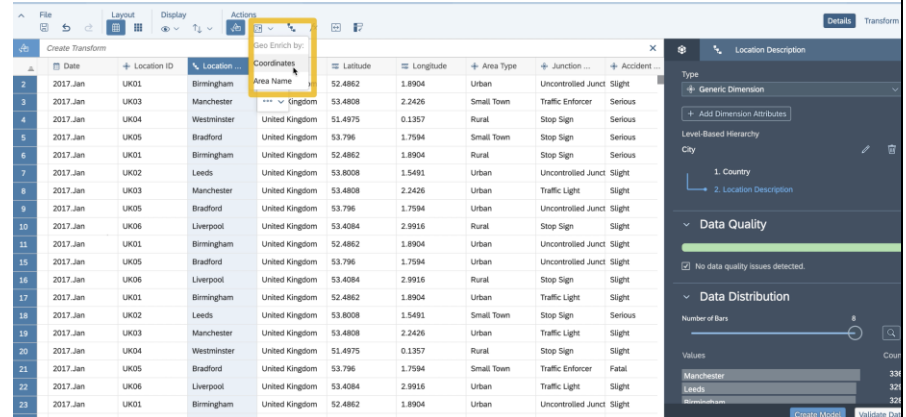 File Layout Display Actions
Details Transform
Geo Enrich by:
Coordinates
Area Name
Create Transform
Date Location ID Location ... Latitude Longitude Area Type Junction ... Accident ...
2 2017.Jan UK01 Birmingham 52.4862 1.8904 Urban Uncontrolled Junct Slight
3 2017.Jan UK03 Manchester Kingdom 53.4808 2.2426 Small Town Traffic Enforcer Serious
4 2017.Jan UK04 Westminster United Kingdom 51.4975 0.1357 Rural Stop Sign Serious
5 2017.Jan UK05 Bradford United Kingdom 53.796 1.7594 Small Town Stop Sign Serious
6 2017.Jan UK01 Birmingham United Kingdom 52.4862 1.8904 Rural Stop Sign Serious
7 2017.Jan UK02 Leeds United Kingdom 53.8008 1.5491 Urban Uncontrolled Junct Slight
8 2017.Jan UK03 Manchester United Kingdom 53.4808 2.2426 Urban Traffic Light Slight
9 2017.Jan UK05 Bradford United Kingdom 53.796 1.7594 Urban Uncontrolled Junct Slight
10 2017.Jan UK06 Liverpool United Kingdom 53.4084 2.9916 Rural Stop Sign Slight
11 2017.Jan UK01 Birmingham United Kingdom 52.4862 1.8904 Urban Uncontrolled Junct Slight
15 2017.Jan UK05 Bradford United Kingdom 53.796 1.7594 Urban Uncontrolled Junct Slight
16 2017.Jan UK06 Liverpool United Kingdom 53.4084 2.9916 Rural Stop Sign Slight
17 2017.Jan UK01 Birmingham United Kingdom 52.4862 1.8904 Urban Traffic Light Slight
18 2017.Jan UK02 Leeds United Kingdom 53.8008 1.5491 Small Town Stop Sign Slight
19 2017.Jan UK03 Manchester United Kingdom 53.4808 2.2426 Urban Traffic Light Slight
20 2017.Jan UK04 Westminster United Kingdom 51.4975 0.1357 Rural Stop Sign Slight
21 2017.Jan UK05 Bradford United Kingdom 53.796 1.7594 Small Town Traffic Enforcer Fatal
22 2017.Jan UK06 Liverpool United Kingdom 53.4084 2.9916 Urban Traffic Light Slight
23 2017.Jan UK01 Birmingham United Kingdom 52.4862 1.8904 Urban Uncontrolled Junct Slight
Location Description
Type
Generic Dimension
+ Add Dimension Attributes
Level-Based Hierarchy
City
1. Country
2. Location Description
Data Quality
No data quality issues detected.
Data Distribution
Number of Bars 8
Values Coun
Manchester 336
Leeds 329
Birmingham 328
Create Model Validate Dat